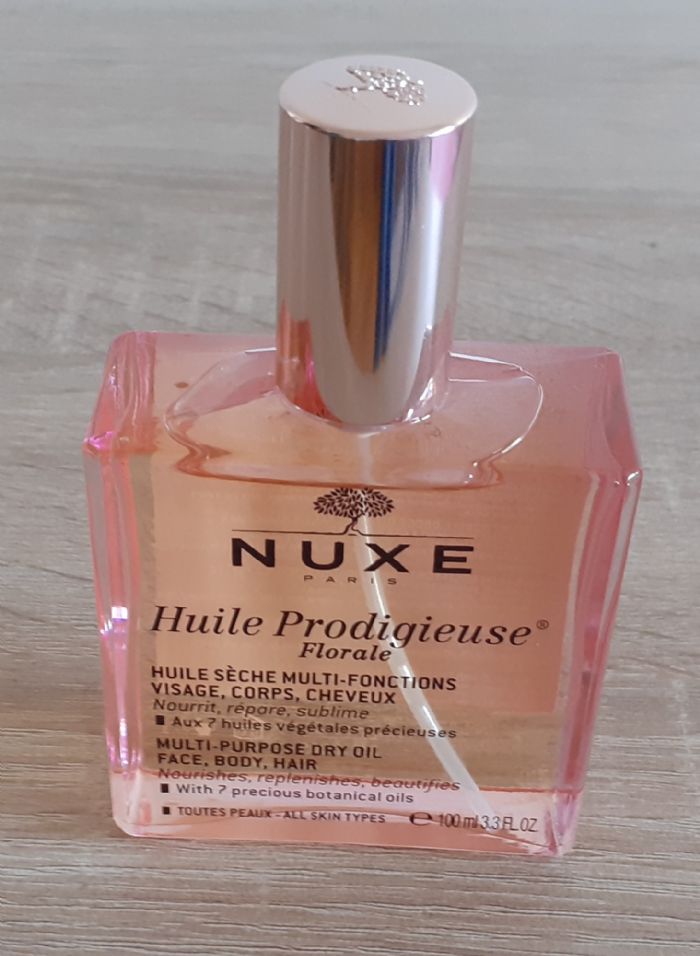 NUXE
PARIS
Huile Prodigieuse®
Florale
HUILE SÈCHE MULTI-FONCTIONS
VISAGE, CORPS, CHEVEUX
Nourrit, répare, sublime
■ Aux 7 huiles végétales précieuses
MULTI-PURPOSE DRY OIL
FACE, BODY, HAIR
Nourishes, replenishes, beautifies
■ With 7 precious botanical oils
■ TOUTES PEAUX - ALL SKIN TYPES ℮ 100 ml 3.3 FL.OZ